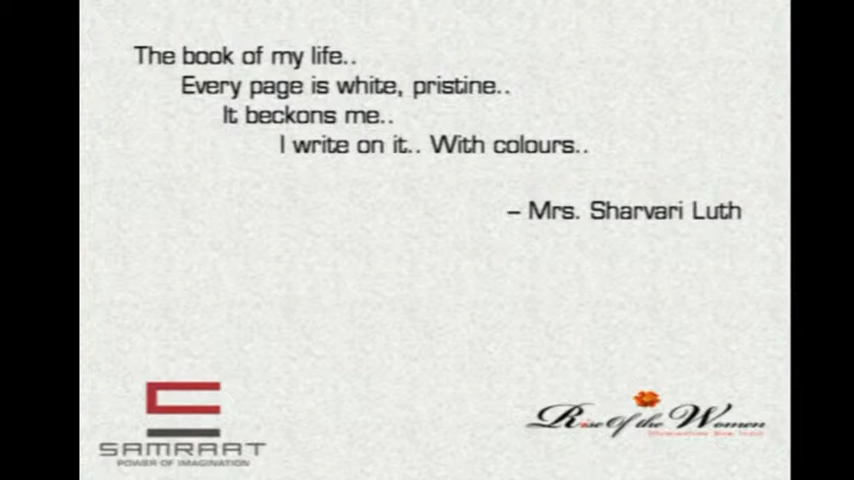 The book of my life..
Every page is white, pristine..
It beckons me..
I write on it.. With colours..
– Mrs. Sharvari Luth
SAMRAAT
POWER OF IMAGINATION
Rise Of the Women